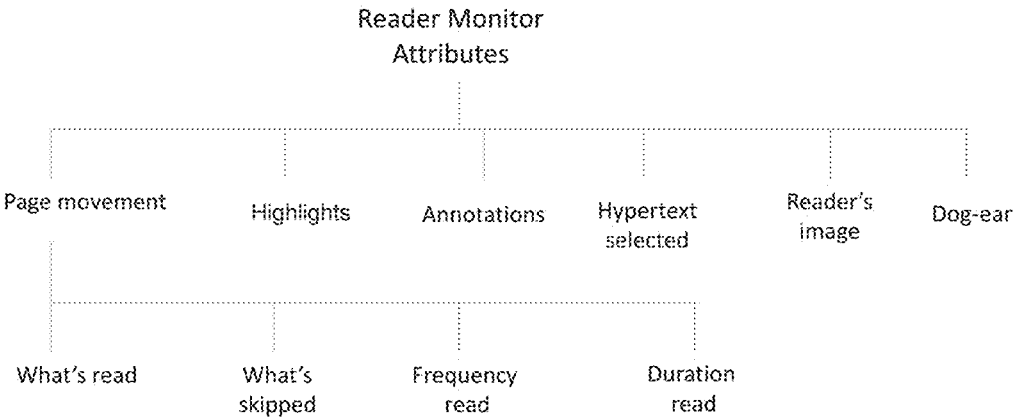 Reader Monitor
Attributes
Page movement
Highlights
Annotations
Hypertext
selected
Reader's
image
Dog-ear
What's read
What's
skipped
Frequency
read
Duration
read